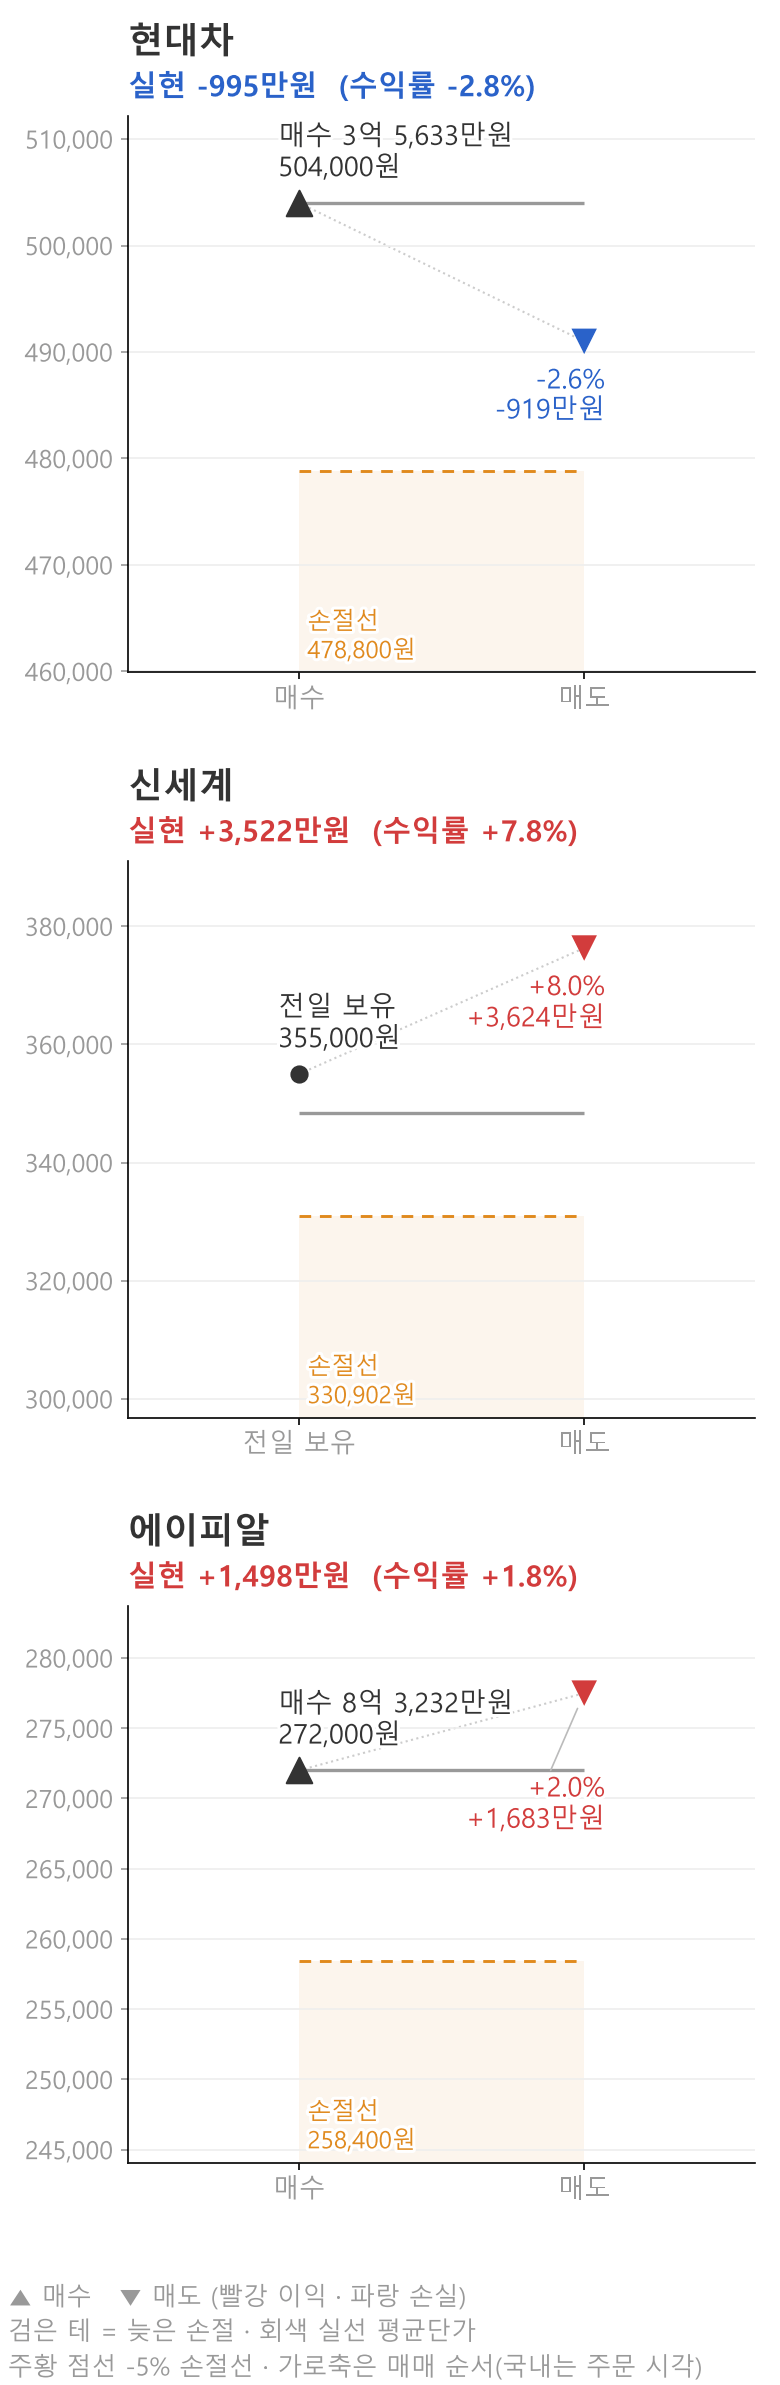 현대차
실현 -995만원 (수익률 -2.8%)
510,000
매수 3억 5,633만원
504,000원
500,000
490,000
-2.6%
-919만원
480,000
470,000
손절선
478,800원
460,000
매수 매도
신세계
실현 +3,522만원 (수익률 +7.8%)
380,000
+8.0%
전일 보유
+3,624만원
355,000원
360,000
340,000
320,000
손절선
330,902원
300,000
전일 보유 매도
에이피알
실현 +1,498만원 (수익률 +1.8%)
280,000
매수 8억 3,232만원
272,000원
275,000
+2.0%
270,000
+1,683만원
265,000
260,000
255,000
250,000
손절선
258,400원
245,000
매수 매도
▲ 매수 ▼ 매도 (빨강 이익 · 파랑 손실)
검은 테 = 늦은 손절 · 회색 실선 평균단가
주황 점선 -5% 손절선 · 가로축은 매매 순서(국내는 주문 시각)